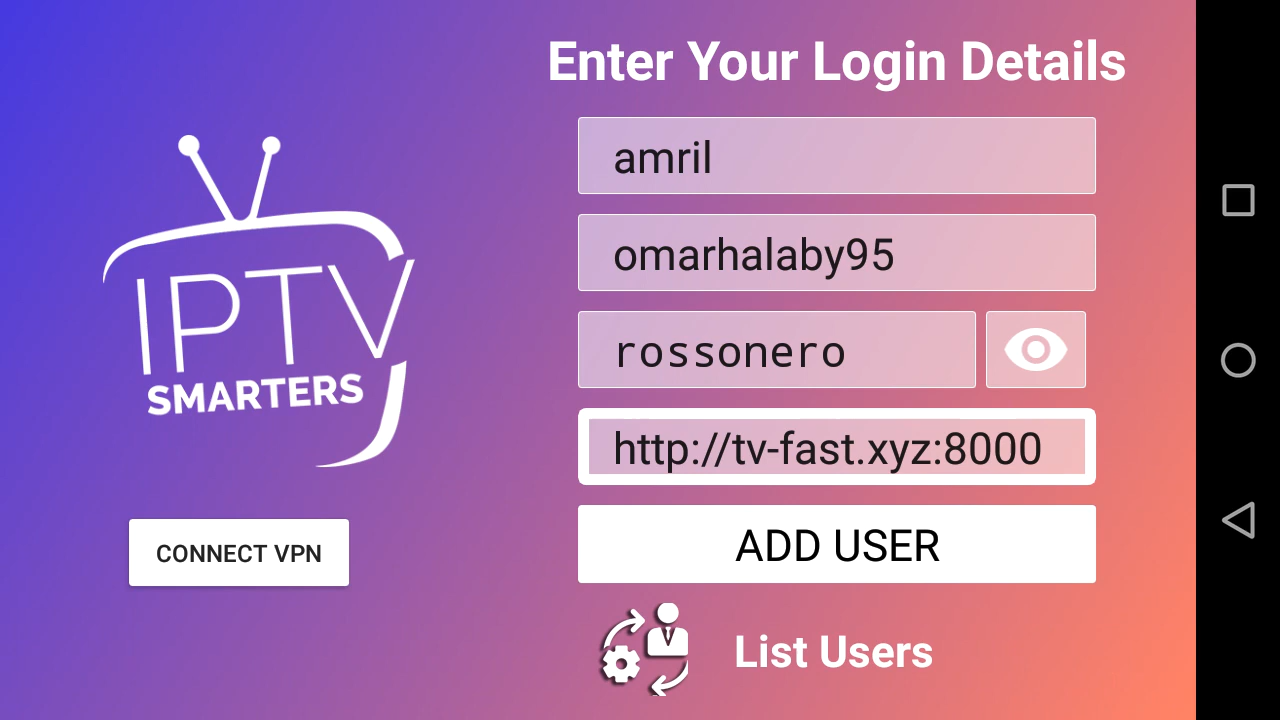 Enter Your Login Details
amril
omarhalaby95
rossonero
http://tv-fast.xyz:8000
ADD USER
List Users
IPTV
SMARTERS
CONNECT VPN